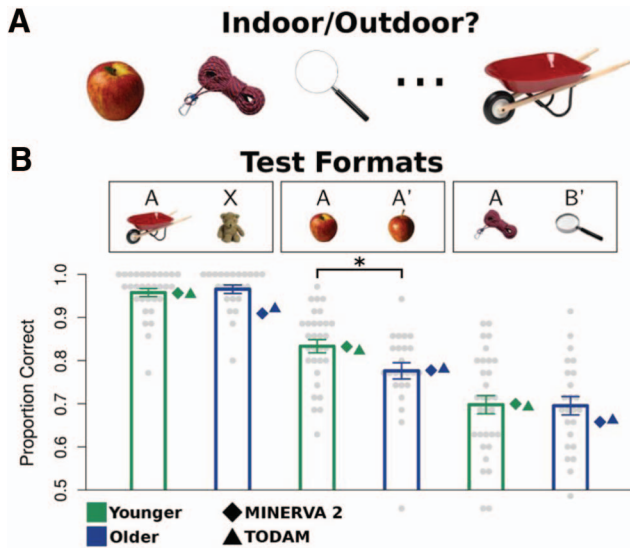 A
Indoor/Outdoor?
...
B
Test Formats
A X A A' A B'
*
1.0
0.9
0.8
0.7
0.6
0.5
Proportion Correct
Younger MINERVA 2
Older TODAM